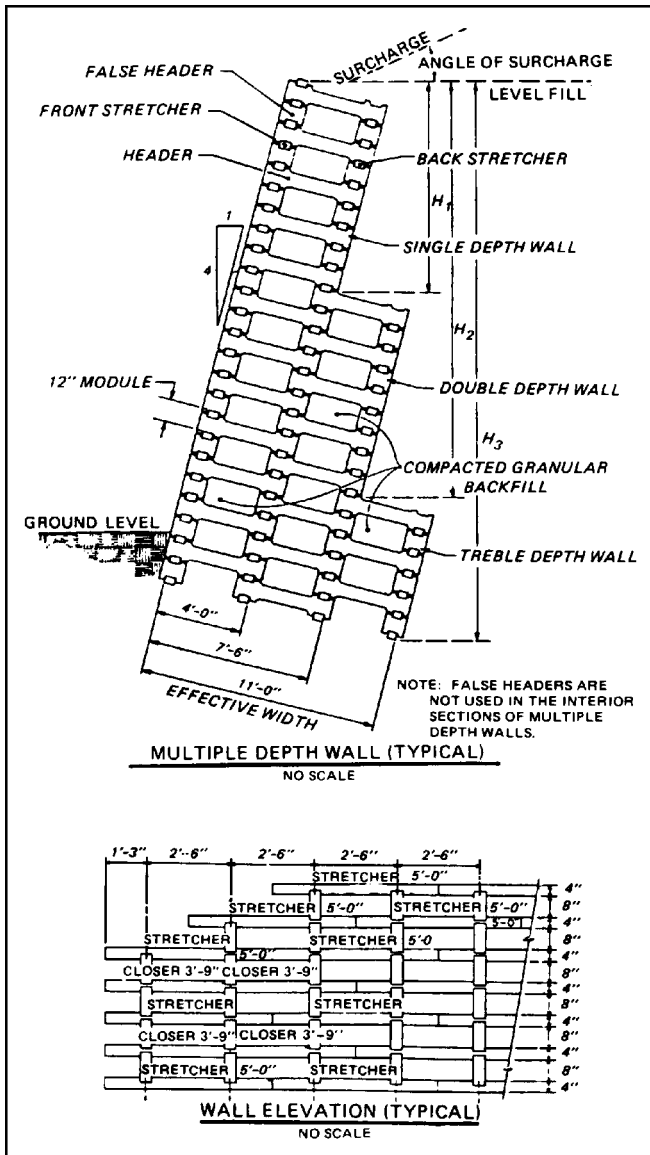 SURCHARGE
ANGLE OF SURCHARGE
FALSE HEADER
LEVEL FILL
FRONT STRETCHER
HEADER
BACK STRETCHER
H1
1
4
SINGLE DEPTH WALL
H2
12" MODULE
DOUBLE DEPTH WALL
H3
COMPACTED GRANULAR
BACKFILL
GROUND LEVEL
TREBLE DEPTH WALL
4'-0"
7'-6"
11'-0"
EFFECTIVE WIDTH
NOTE: FALSE HEADERS ARE
NOT USED IN THE INTERIOR
SECTIONS OF MULTIPLE
DEPTH WALLS.
MULTIPLE DEPTH WALL (TYPICAL)
NO SCALE
1'-3" 2'-6" 2'-6" 2'-6" 2'-6"
STRETCHER 5'-0"
4"
STRETCHER 5'-0" STRETCHER 5'-0"
8"
5'-0"
4"
STRETCHER STRETCHER 5'-0
8"
5'-0"
4"
CLOSER 3'-9" CLOSER 3'-9"
8"
4"
STRETCHER STRETCHER
8"
4"
CLOSER 3'-9" CLOSER 3'-9"
8"
4"
STRETCHER 5'-0" STRETCHER
8"
4"
WALL ELEVATION (TYPICAL)
NO SCALE